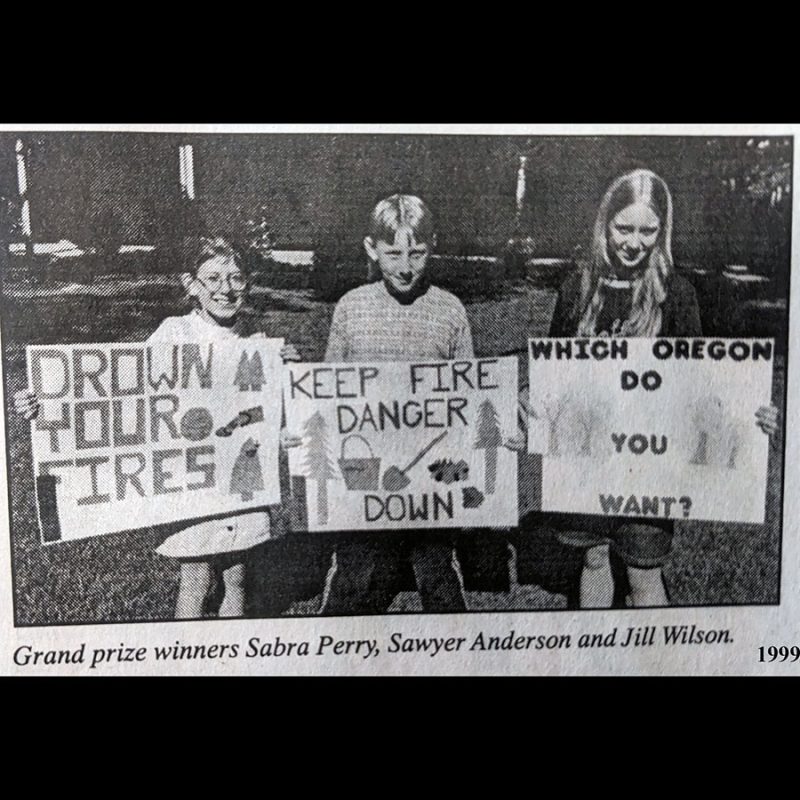 DROWN
YOUR
FIRES
KEEP FIRE
DANGER
DOWN
WHICH OREGON
DO
YOU
WANT?
Grand prize winners Sabra Perry, Sawyer Anderson and Jill Wilson.
1999